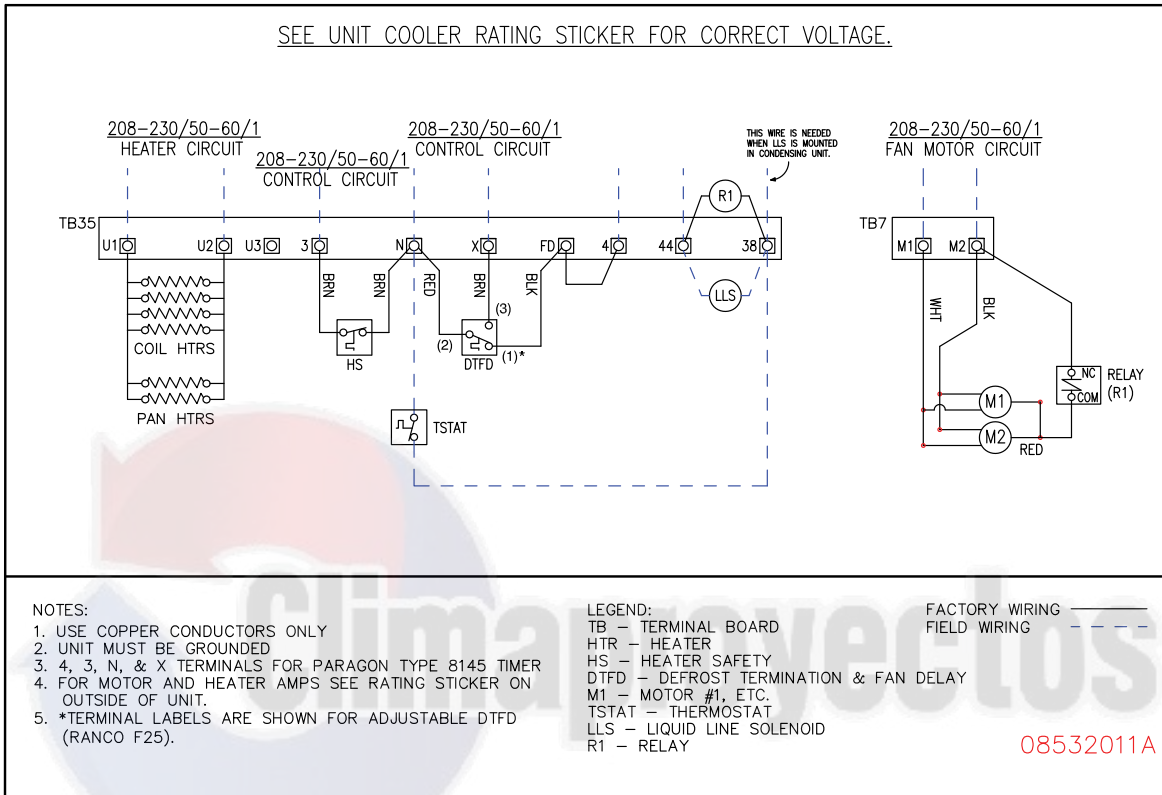 SEE UNIT COOLER RATING STICKER FOR CORRECT VOLTAGE.
208-230/50-60/1
HEATER CIRCUIT
208-230/50-60/1
CONTROL CIRCUIT
208-230/50-60/1
CONTROL CIRCUIT
THIS WIRE IS NEEDED
WHEN LLS IS MOUNTED
IN CONDENSING UNIT.
208-230/50-60/1
FAN MOTOR CIRCUIT
R1
TB35
U1 U2 U3 3 N X FD 4 44 38
TB7
M1 M2
BRN BRN RED BRN BLK
LLS
WHT BLK
(3)
(2)
(1)*
HS
DTFD
COIL HTRS
PAN HTRS
TSTAT
NC
COM
RELAY
(R1)
M1
M2
RED
NOTES:
1. USE COPPER CONDUCTORS ONLY
2. UNIT MUST BE GROUNDED
3. 4, 3, N, & X TERMINALS FOR PARAGON TYPE 8145 TIMER
4. FOR MOTOR AND HEATER AMPS SEE RATING STICKER ON
OUTSIDE OF UNIT.
5. *TERMINAL LABELS ARE SHOWN FOR ADJUSTABLE DTFD
(RANCO F25).
LEGEND:
TB - TERMINAL BOARD
HTR - HEATER
HS - HEATER SAFETY
DTFD - DEFROST TERMINATION & FAN DELAY
M1 - MOTOR #1, ETC.
TSTAT - THERMOSTAT
LLS - LIQUID LINE SOLENOID
R1 - RELAY
FACTORY WIRING
FIELD WIRING
08532011A
Climaproyectos